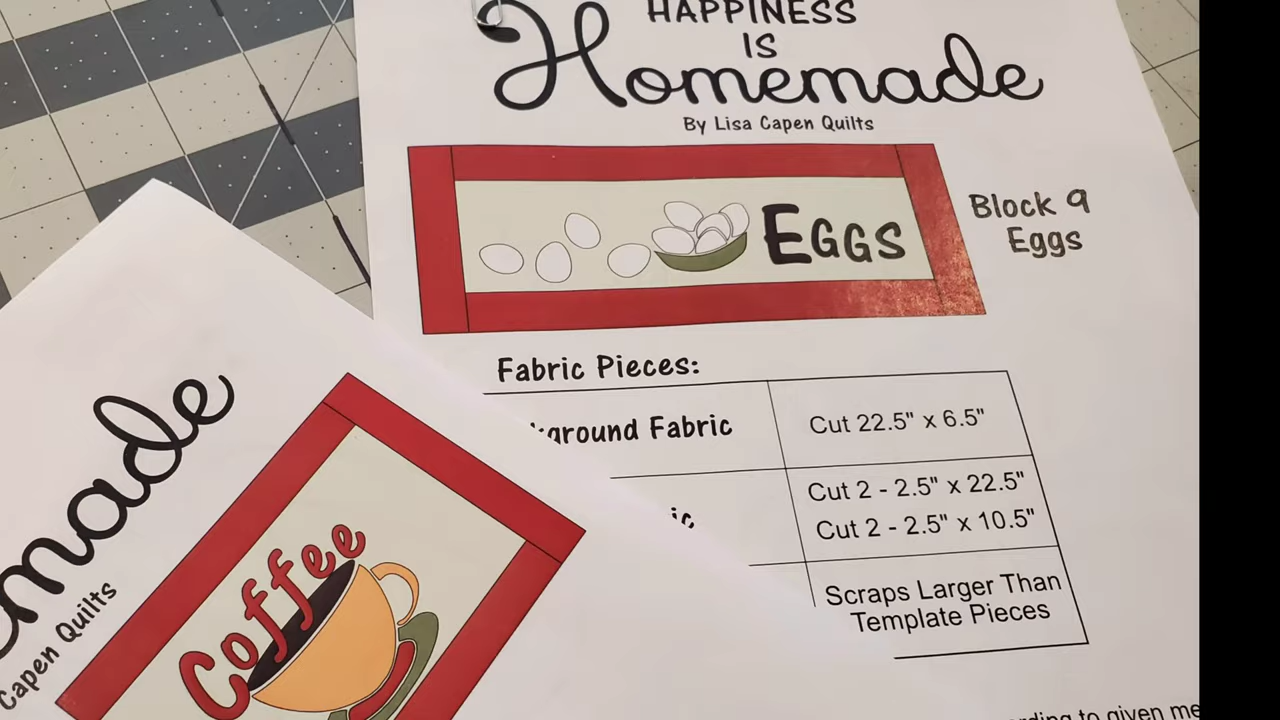 HAPPINESS
IS
Homemade
By Lisa Capen Quilts
EGGS
Block 9
Eggs
Fabric Pieces:
Fabric
Cut 22.5" x 6.5"
Cut 2 - 2.5" x 22.5"
Cut 2 - 2.5" x 10.5"
Scraps Larger Than
Template Pieces
to given
made
Capen Quilts
Coffee